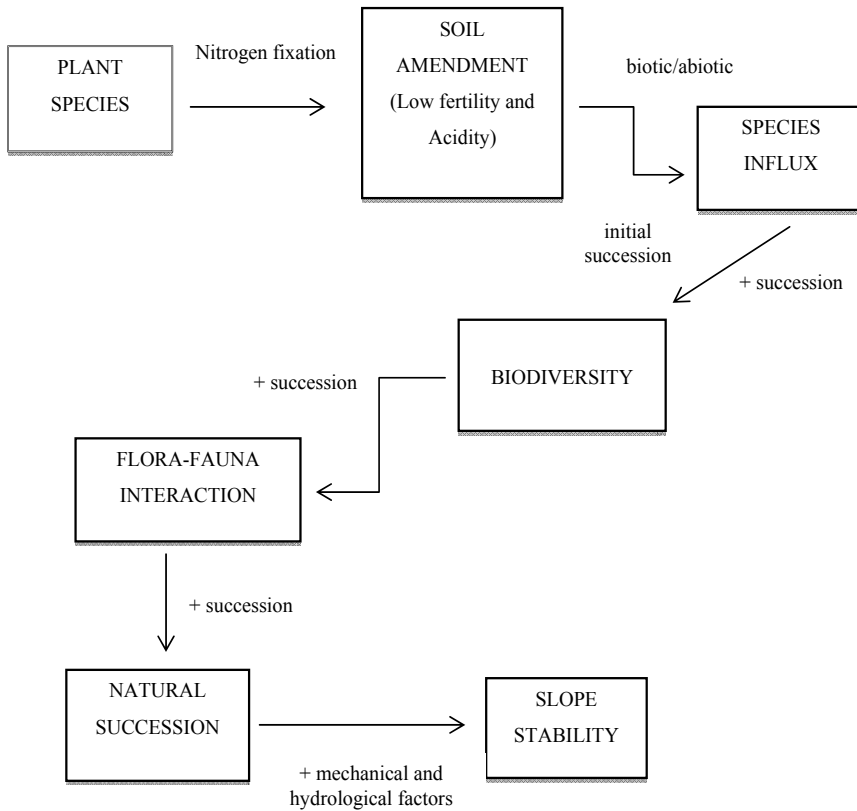 PLANT
SPECIES
Nitrogen fixation
SOIL
AMENDMENT
(Low fertility and
Acidity)
biotic/abiotic
SPECIES
INFLUX
initial
succession
+ succession
BIODIVERSITY
+ succession
FLORA-FAUNA
INTERACTION
+ succession
NATURAL
SUCCESSION
+ mechanical and
hydrological factors
SLOPE
STABILITY